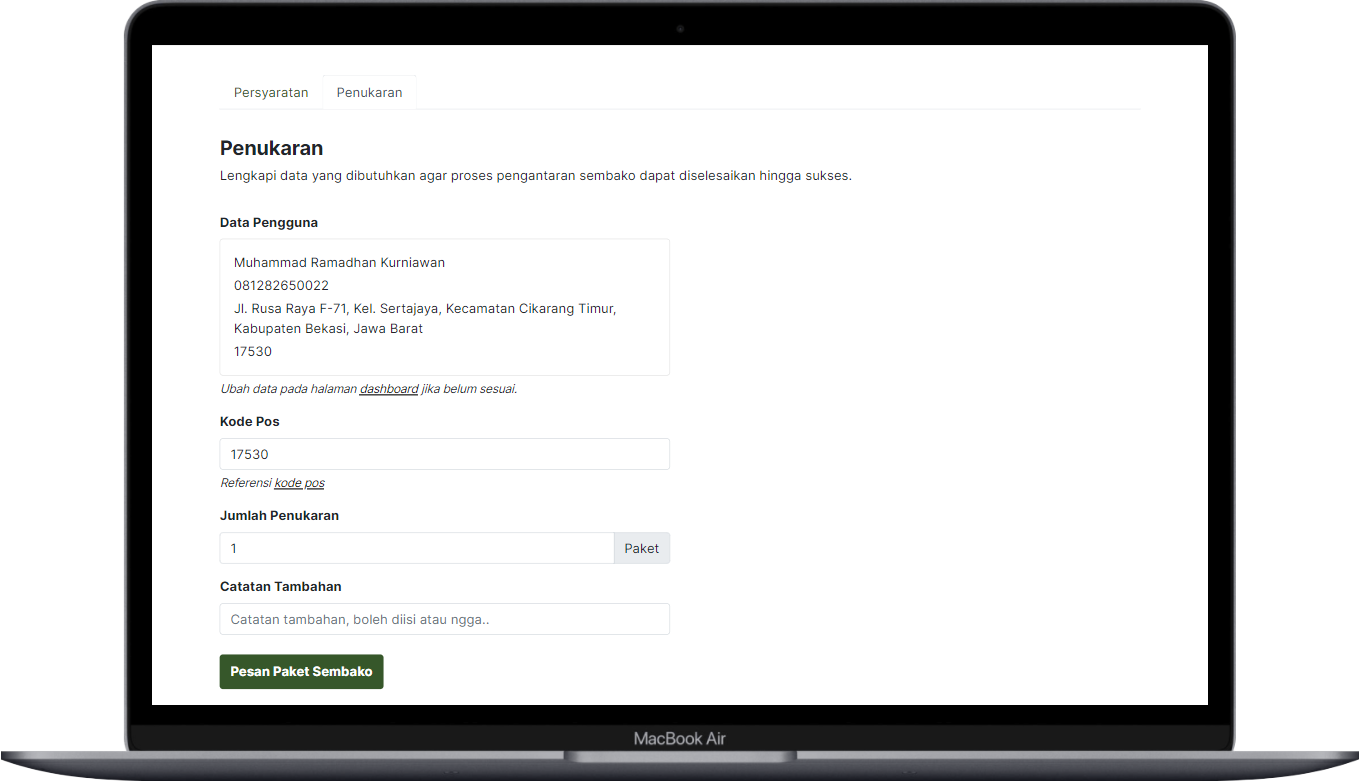 Persyaratan
Penukaran
Penukaran
Lengkapi data yang dibutuhkan agar proses pengantaran sembako dapat diselesaikan hingga sukses.
Data Pengguna
Muhammad Ramadhan Kurniawan
081282650022
Jl. Rusa Raya F-71, Kel. Sertajaya, Kecamatan Cikarang Timur,
Kabupaten Bekasi, Jawa Barat
17530
Ubah data pada halaman dashboard jika belum sesuai.
Kode Pos
17530
Referensi kode pos
Jumlah Penukaran
1
Paket
Catatan Tambahan
Catatan tambahan, boleh diisi atau ngga..
Pesan Paket Sembako
MacBook Air